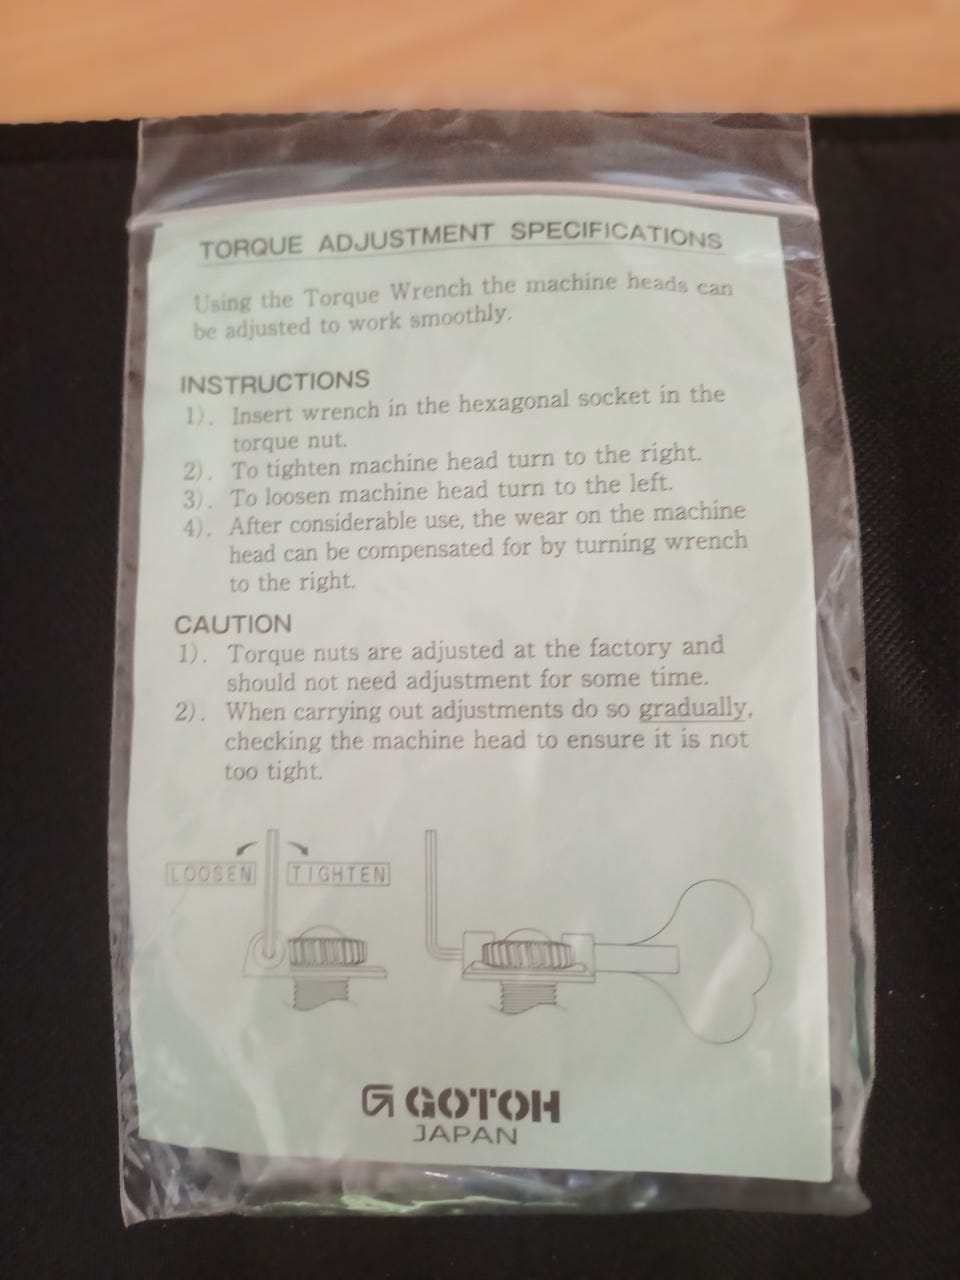 TORQUE ADJUSTMENT SPECIFICATIONS
Using the Torque Wrench the machine heads can
be adjusted to work smoothly.
INSTRUCTIONS
1). Insert wrench in the hexagonal socket in the
torque nut.
2). To tighten machine head turn to the right.
3). To loosen machine head turn to the left.
4). After considerable use, the wear on the machine
head can be compensated for by turning wrench
to the right.
CAUTION
1). Torque nuts are adjusted at the factory and
should not need adjustment for some time.
2). When carrying out adjustments do so gradually,
checking the machine head to ensure it is not
too tight.
LOOSEN TIGHTEN
GOTOH
JAPAN